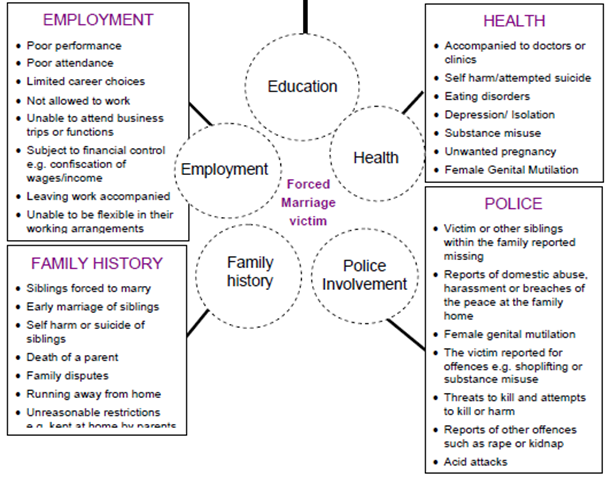 EMPLOYMENT
• Poor performance
• Poor attendance
• Limited career choices
• Not allowed to work
• Unable to attend business
trips or functions
• Subject to financial control
e.g. confiscation of
wages/income
• Leaving work accompanied
• Unable to be flexible in their
working arrangements
FAMILY HISTORY
• Siblings forced to marry
• Early marriage of siblings
• Self harm or suicide of
siblings
• Death of a parent
• Family disputes
• Running away from home
• Unreasonable restrictions
e.g. kept at home by parents
Education
Employment
Health
Forced
Marriage
victim
Family
history
Police
Involvement
HEALTH
• Accompanied to doctors or
clinics
• Self harm/attempted suicide
• Eating disorders
• Depression/ Isolation
• Substance misuse
• Unwanted pregnancy
• Female Genital Mutilation
POLICE
• Victim or other siblings
within the family reported
missing
• Reports of domestic abuse,
harassment or breaches of
the peace at the family
home
• Female genital mutilation
• The victim reported for
offences e.g. shoplifting or
substance misuse
• Threats to kill and attempts
to kill or harm
• Reports of other offences
such as rape or kidnap
• Acid attacks